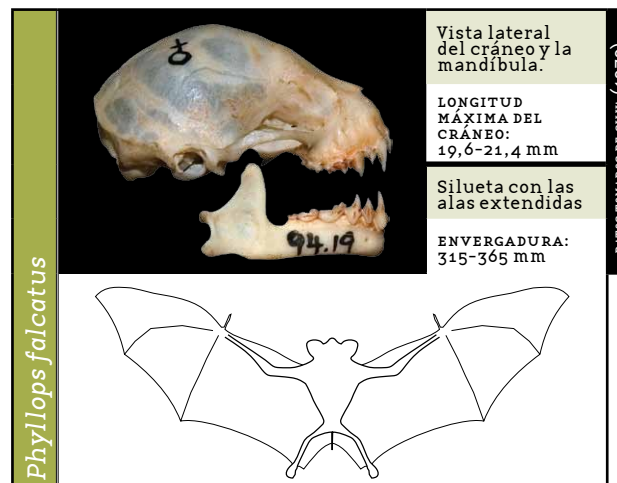 Vista lateral
del cráneo y la
mandíbula.
LONGITUD
MÁXIMA DEL
CRÁNEO:
19,6-21,4 mm
Silueta con las
alas extendidas
ENVERGADURA:
315-365 mm
94.19
Phyllops falcatus